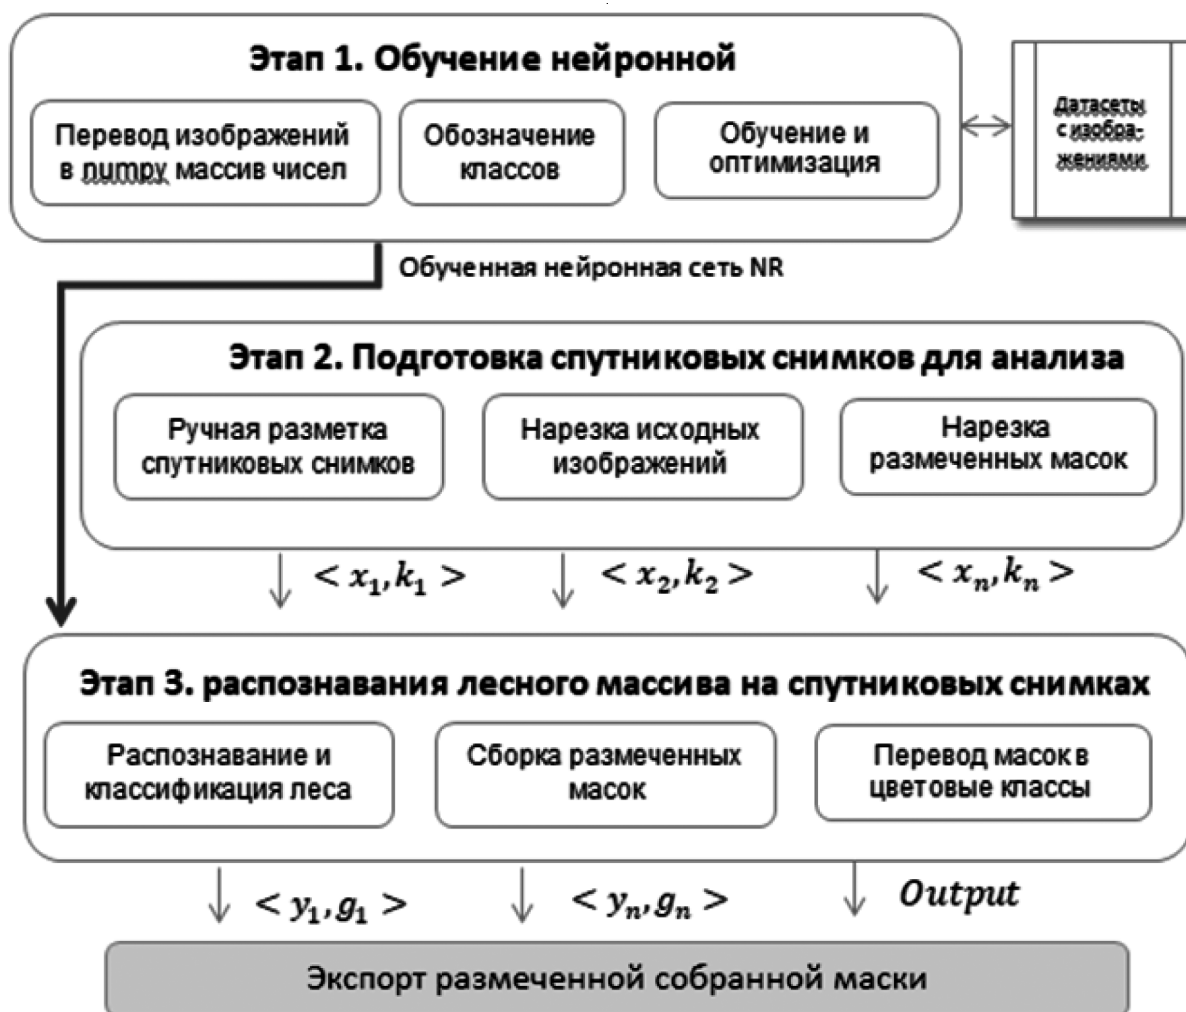 Этап 1. Обучение нейронной
Перевод изображений
в numpy массив чисел
Обозначение
классов
Обучение и
оптимизация
Датасеты
с изобра-
жениями
Обученная нейронная сеть NR
Этап 2. Подготовка спутниковых снимков для анализа
Ручная разметка
спутниковых снимков
Нарезка исходных
изображений
Нарезка
размеченных масок
< x₁, k₁ >
< x₂, k₂ >
< xₙ, kₙ >
Этап 3. распознавания лесного массива на спутниковых снимках
Распознавание и
классификация леса
Сборка размеченных
масок
Перевод масок в
цветовые классы
< y₁, g₁ >
< yₙ, gₙ >
Output
Экспорт размеченной собранной маски